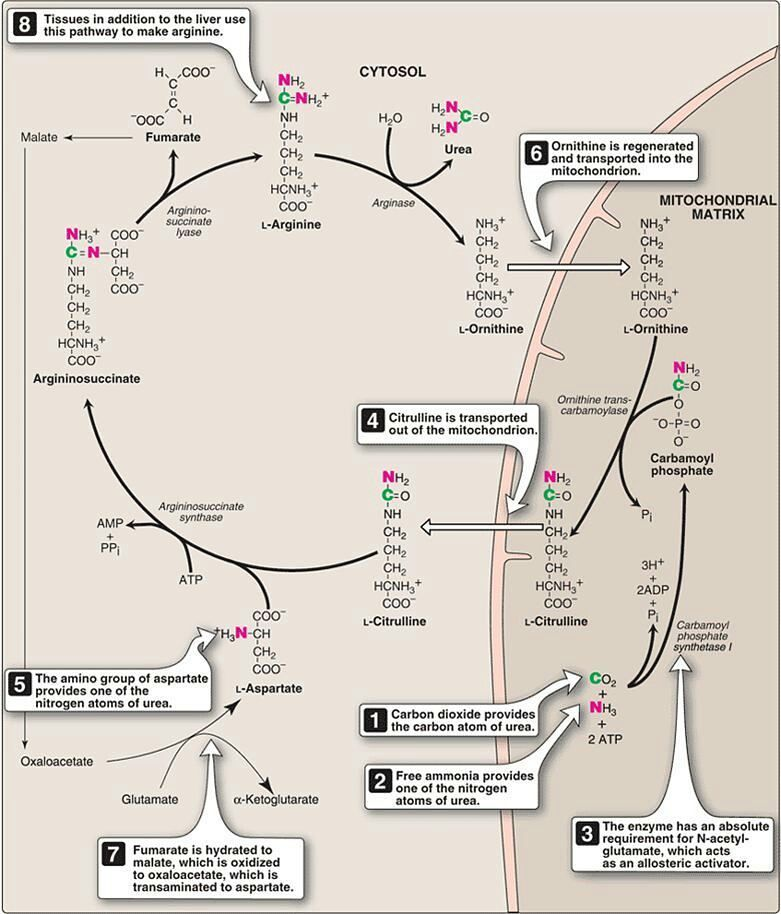 8 Tissues in addition to the liver use
this pathway to make arginine.
CYTOSOL
H COO⁻
C
C
⁻OOC H
Fumarate
Malate
NH₂
C=NH₂⁺
NH
CH₂
CH₂
CH₂
HCNH₃⁺
COO⁻
L-Arginine
H₂O
H₂N
C=O
H₂N
Urea
Arginase
Arginino-
succinate
lyase
6 Ornithine is regenerated
and transported into the
mitochondrion.
MITOCHONDRIAL
MATRIX
NH₃⁺ COO⁻
C=N–CH
NH CH₂
CH₂ COO⁻
CH₂
CH₂
HCNH₃⁺
COO⁻
Argininosuccinate
NH₃⁺
CH₂
CH₂
CH₂
HCNH₃⁺
COO⁻
L-Ornithine
NH₃⁺
CH₂
CH₂
CH₂
HCNH₃⁺
COO⁻
L-Ornithine
NH₂
C=O
O
⁻O–P=O
O⁻
Carbamoyl
phosphate
Ornithine trans-
carbamoylase
Pi
4 Citrulline is transported
out of the mitochondrion.
NH₂
C=O
NH
CH₂
CH₂
CH₂
HCNH₃⁺
COO⁻
L-Citrulline
NH₂
C=O
NH
CH₂
CH₂
CH₂
HCNH₃⁺
COO⁻
L-Citrulline
Argininosuccinate
synthase
AMP
+
PPi
ATP
COO⁻
⁺H₃N–CH
CH₂
COO⁻
L-Aspartate
5 The amino group of aspartate
provides one of the
nitrogen atoms of urea.
3H⁺
+
2ADP
+
Pi
Carbamoyl
phosphate
synthetase I
CO₂
+
NH₃
+
2 ATP
1 Carbon dioxide provides
the carbon atom of urea.
2 Free ammonia provides
one of the nitrogen
atoms of urea.
Oxaloacetate
Glutamate
α-Ketoglutarate
7 Fumarate is hydrated to
malate, which is oxidized
to oxaloacetate, which is
transaminated to aspartate.
3 The enzyme has an absolute
requirement for N-acetyl-
glutamate, which acts
as an allosteric activator.